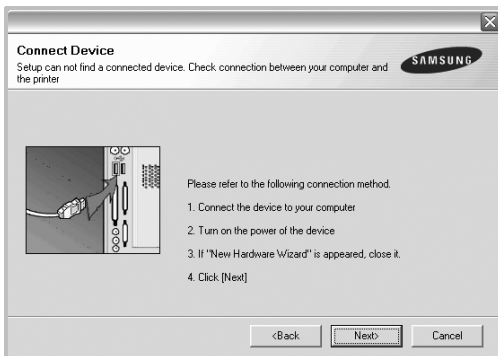 Connect Device
Setup can not find a connected device. Check connection between your computer and
the printer
SAMSUNG
Please refer to the following connection method.
1. Connect the device to your computer
2. Turn on the power of the device
3. If "New Hardware Wizard" is appeared, close it.
4. Click [Next]
<Back
Next>
Cancel